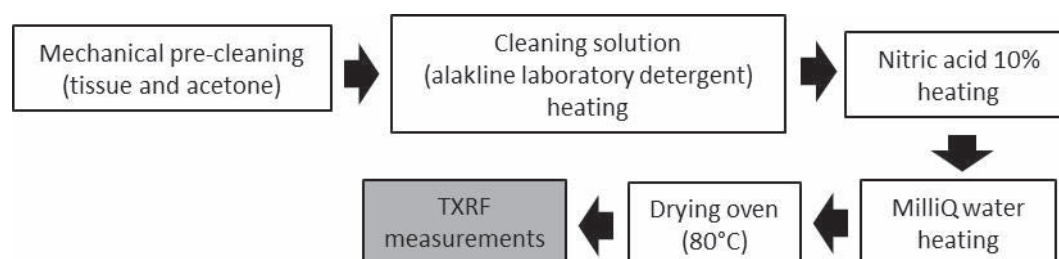 Mechanical pre-cleaning
(tissue and acetone)
Cleaning solution
(alakline laboratory detergent)
heating
Nitric acid 10%
heating
MilliQ water
heating
Drying oven
(80°C)
TXRF
measurements